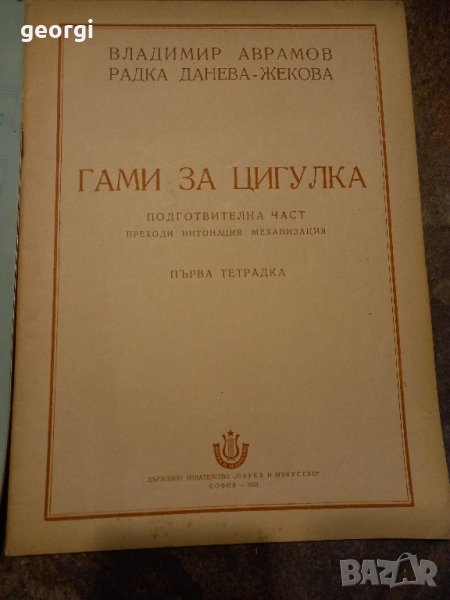 georgi
ВЛАДИМИР АВРАМОВ
РАДКА ДАНЕВА-ЖЕКОВА
ГАМИ ЗА ЦИГУЛКА
ПОДГОТВИТЕЛНА ЧАСТ
ПРЕХОДИ ИНТОНАЦИЯ МЕХАНИЗАЦИЯ
ПЪРВА ТЕТРАДКА
ДЪРЖАВНО ИЗДАТЕЛСТВО „НАУКА И ИЗКУСТВО"
СОФИЯ —
BAZAR